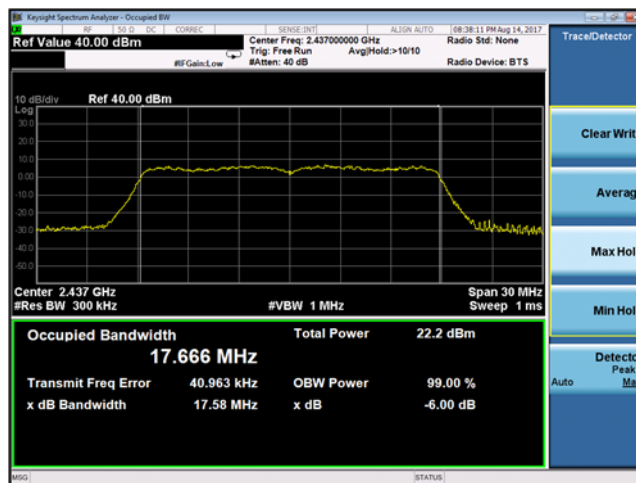 Keysight Spectrum Analyzer - Occupied BW
RF 50 Ω DC CORREC SENSE:INT ALIGN AUTO 08:38:11 PM Aug 14, 2017
Ref Value 40.00 dBm Center Freq: 2.437000000 GHz Radio Std: None
Trig: Free Run Avg|Hold:>10/10
#IFGain:Low #Atten: 40 dB Radio Device: BTS
Trace/Detector
10 dB/div Ref 40.00 dBm
Log
30.0
20.0
10.0
0.00
-10.0
-20.0
-30.0
-40.0
-50.0
Clear Writ
Averag
Max Hol
Min Hol
Center 2.437 GHz Span 30 MHz
#Res BW 300 kHz #VBW 1 MHz Sweep 1 ms
Occupied Bandwidth Total Power 22.2 dBm
17.666 MHz
Transmit Freq Error 40.963 kHz OBW Power 99.00 %
x dB Bandwidth 17.58 MHz x dB -6.00 dB
Detecto
Peak
Auto Ma
MSG STATUS